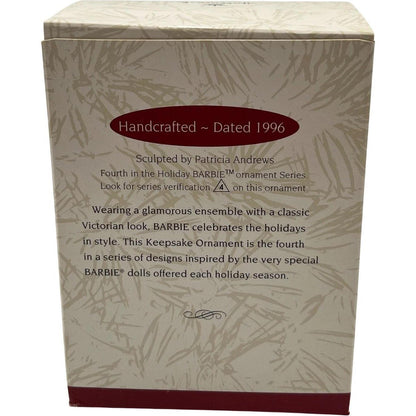 Handcrafted ~ Dated 1996
Sculpted by Patricia Andrews
Fourth in the Holiday BARBIE™ ornament Series
Look for series verification 4 on this ornament
Wearing a glamorous ensemble with a classic
Victorian look, BARBIE celebrates the holidays
in style. This Keepsake Ornament is the fourth
in a series of designs inspired by the very special
BARBIE® dolls offered each holiday season.